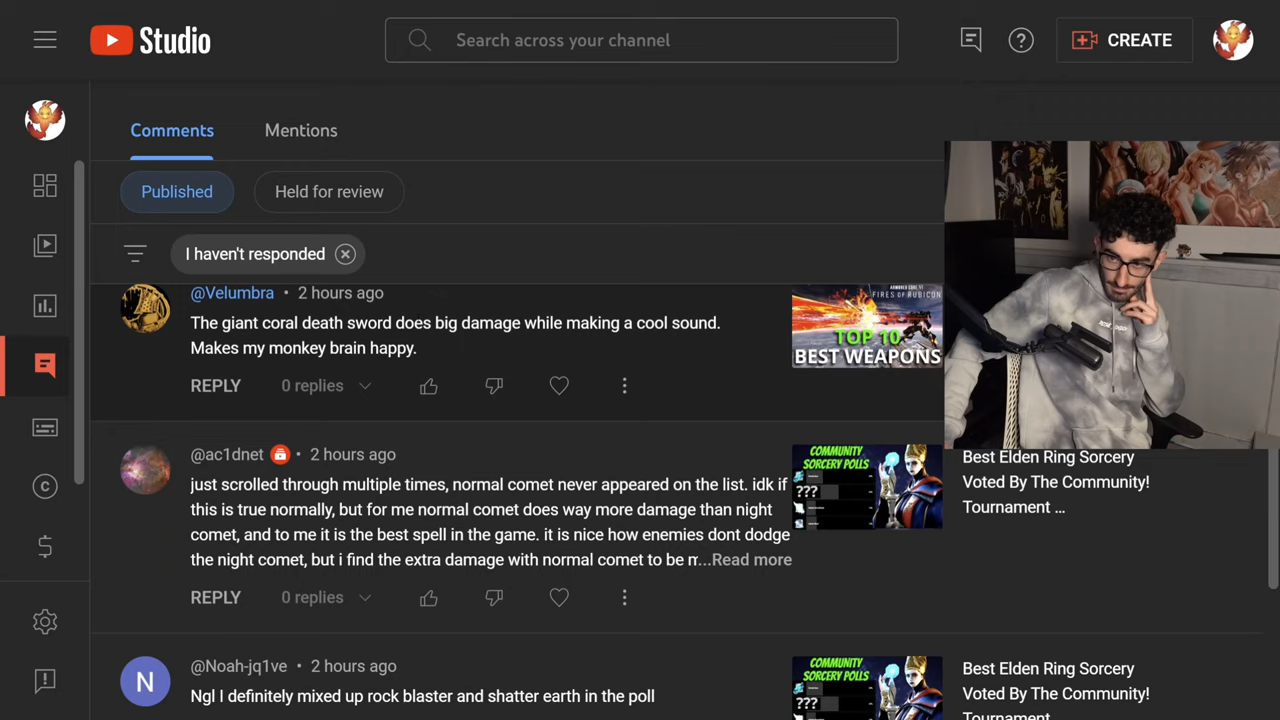 Studio
Search across your channel
CREATE
Comments
Mentions
Published
Held for review
I haven't responded
@Velumbra • 2 hours ago
The giant coral death sword does big damage while making a cool sound.
Makes my monkey brain happy.
REPLY
0 replies
ARMORED CORE VI
FIRES OF RUBICON
TOP 10
BEST WEAPONS
@ac1dnet • 2 hours ago
just scrolled through multiple times, normal comet never appeared on the list. idk if
this is true normally, but for me normal comet does way more damage than night
comet, and to me it is the best spell in the game. it is nice how enemies dont dodge
the night comet, but i find the extra damage with normal comet to be m...Read more
REPLY
0 replies
COMMUNITY
SORCERY POLLS
???
Best Elden Ring Sorcery
Voted By The Community!
Tournament ...
N
@Noah-jq1ve • 2 hours ago
Ngl I definitely mixed up rock blaster and shatter earth in the poll
COMMUNITY
SORCERY POLLS
???
Best Elden Ring Sorcery
Voted By The Community!
Tournament